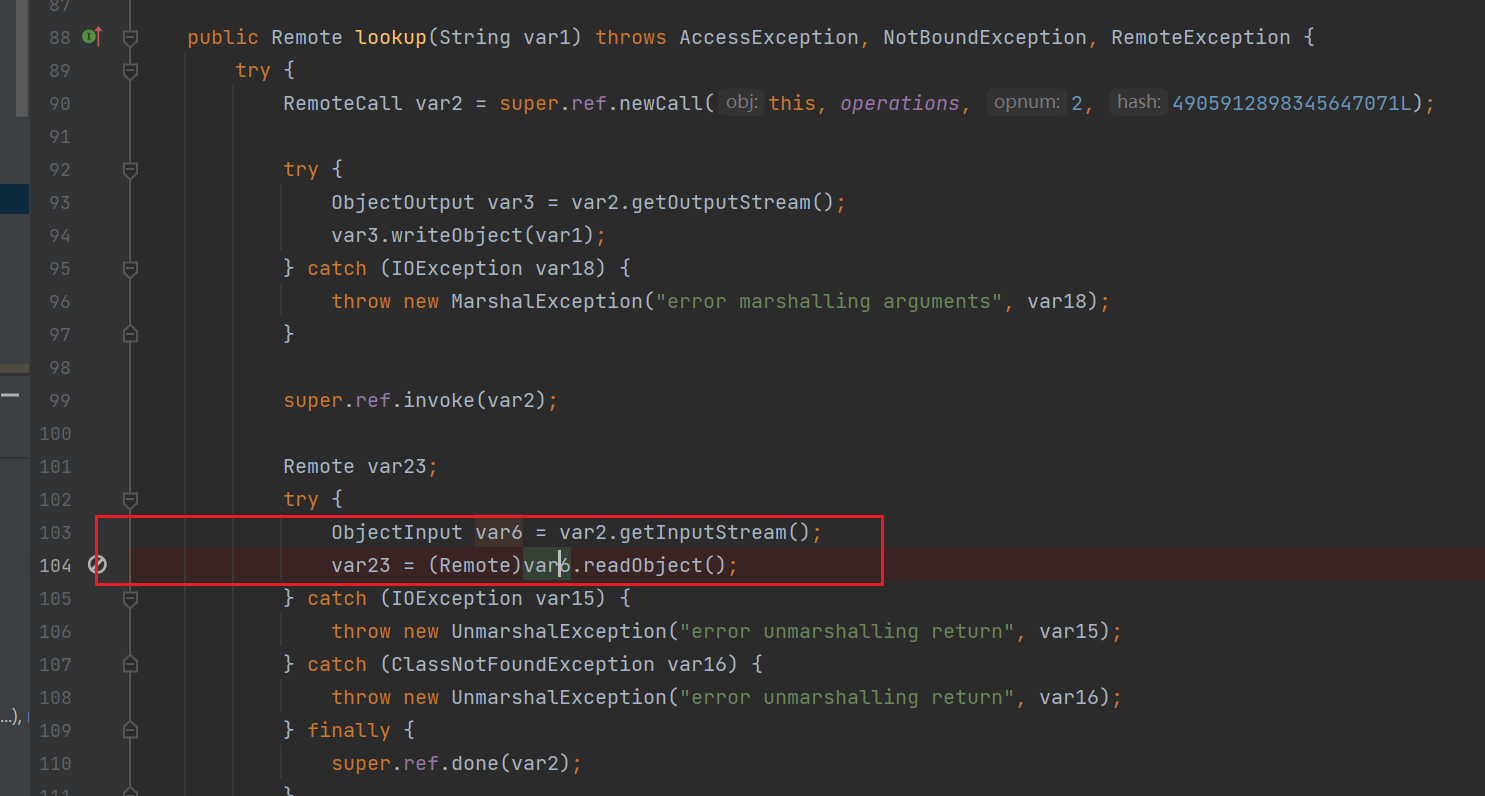 87
88 public Remote lookup(String var1) throws AccessException, NotBoundException, RemoteException {
89 try {
90 RemoteCall var2 = super.ref.newCall( obj: this, operations, opnum: 2, hash: 4905912898345647071L);
91
92 try {
93 ObjectOutput var3 = var2.getOutputStream();
94 var3.writeObject(var1);
95 } catch (IOException var18) {
96 throw new MarshalException("error marshalling arguments", var18);
97 }
98
99 super.ref.invoke(var2);
100
101 Remote var23;
102 try {
103 ObjectInput var6 = var2.getInputStream();
104 var23 = (Remote)var6.readObject();
105 } catch (IOException var15) {
106 throw new UnmarshalException("error unmarshalling return", var15);
107 } catch (ClassNotFoundException var16) {
108 throw new UnmarshalException("error unmarshalling return", var16);
...),
109 } finally {
110 super.ref.done(var2);
111 }